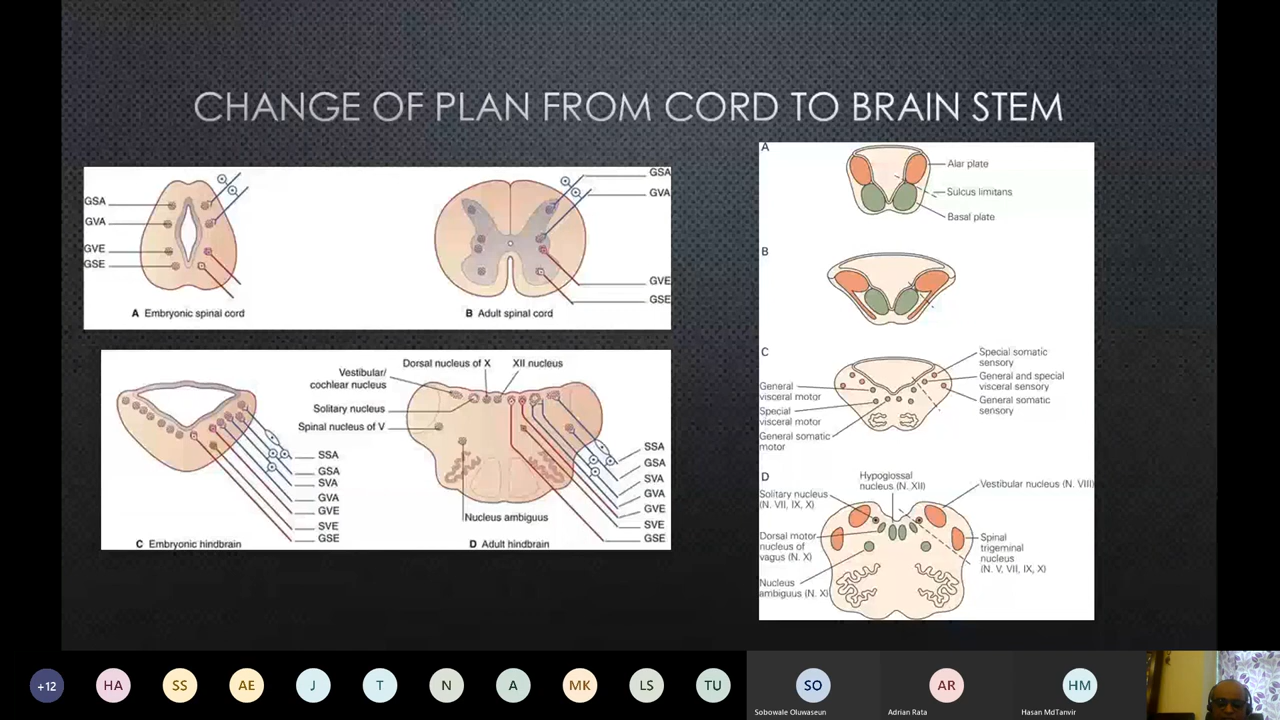 CHANGE OF PLAN FROM CORD TO BRAIN STEM
GSA
GVA
GVE
GSE
A Embryonic spinal cord
GSA
GVA
GVE
GSE
B Adult spinal cord
SSA
GSA
SVA
GVA
GVE
SVE
GSE
C Embryonic hindbrain
Dorsal nucleus of X
XII nucleus
Vestibular/
cochlear nucleus
Solitary nucleus
Spinal nucleus of V
SSA
GSA
SVA
GVA
GVE
SVE
GSE
Nucleus ambiguus
D Adult hindbrain
A
Alar plate
Sulcus limitans
Basal plate
B
C
Special somatic
sensory
General and special
visceral sensory
General somatic
sensory
General
visceral motor
Special
visceral motor
General somatic
motor
D
Hypoglossal
nucleus (N. XII)
Vestibular nucleus (N. VIII)
Solitary nucleus
(N. VII, IX, X)
Dorsal motor
nucleus of
vagus (N. X)
Spinal
trigeminal
nucleus
(N. V, VII, IX, X)
Nucleus
ambiguus (N. X)
+12
HA
SS
AE
J
T
N
A
MK
LS
TU
SO
Sobowale Oluwaseun
AR
Adrian Rata
HM
Hasan MdTanvir